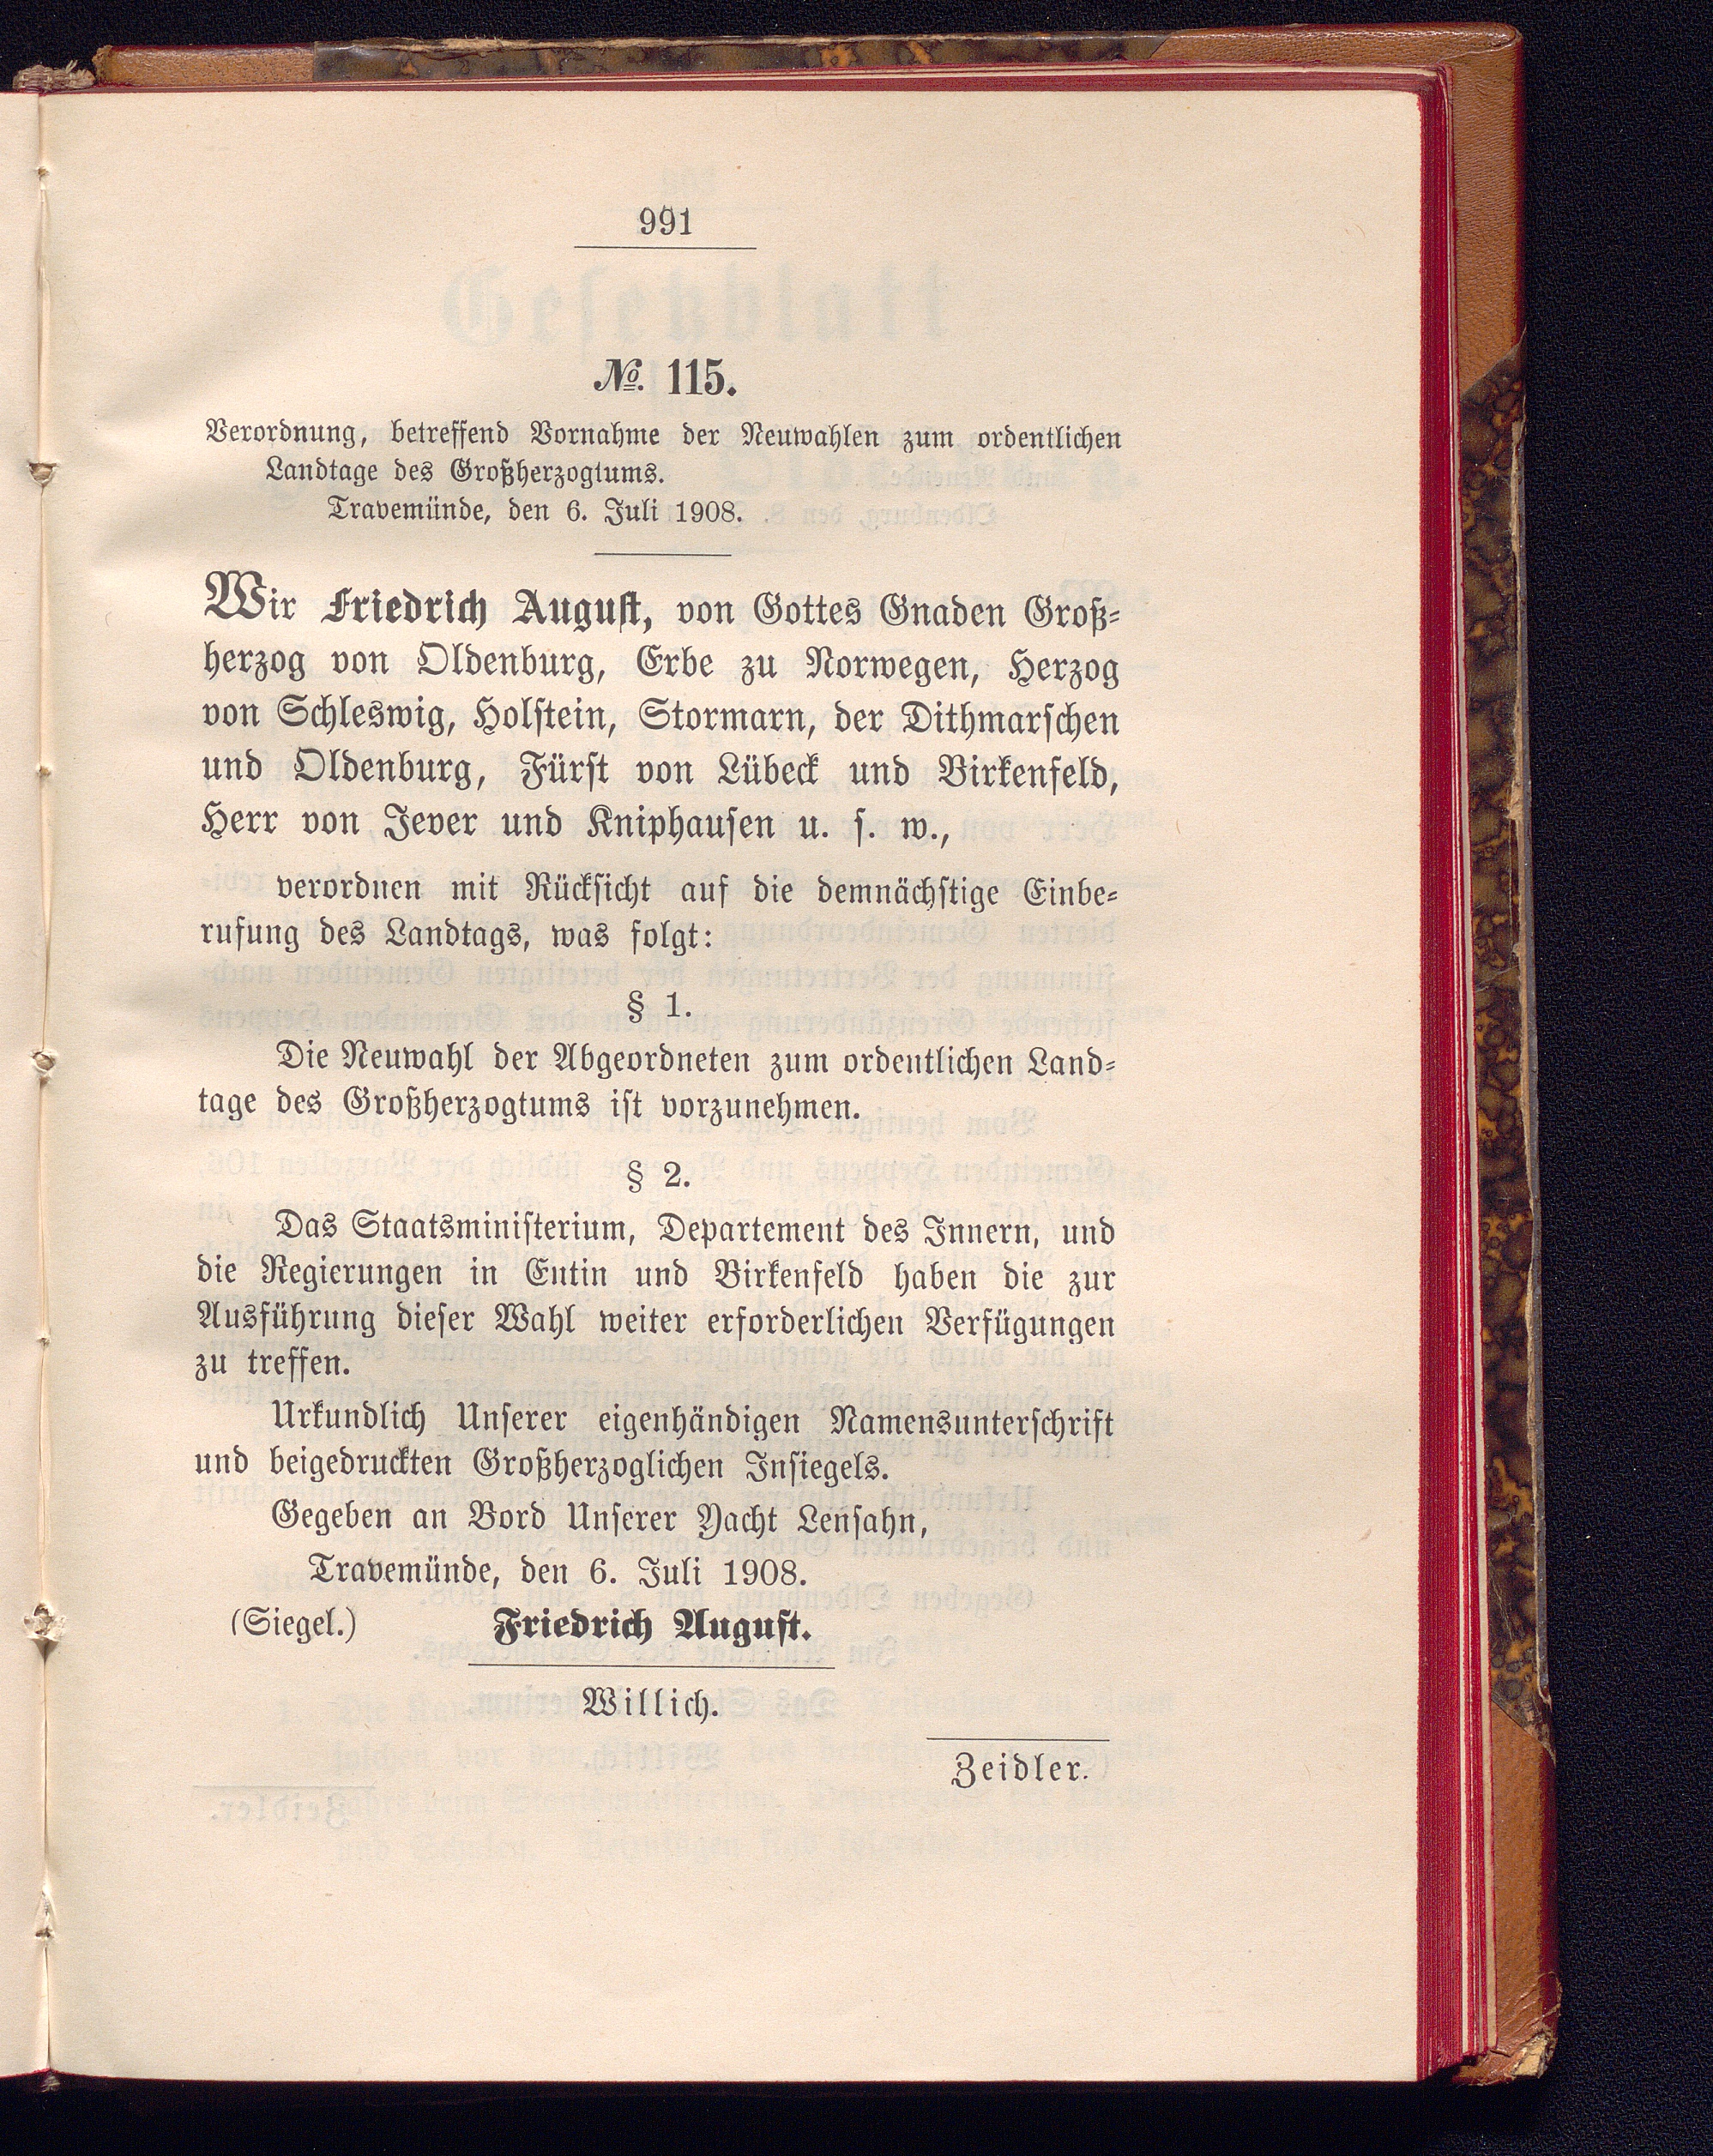 991
№. 115.
Verordnung, betreffend Vornahme der Neuwahlen zum ordentlichen
Landtage des Großherzogtums.
Travemünde, den 6. Juli 1908.
Wir Friedrich August, von Gottes Gnaden Groß-
herzog von Oldenburg, Erbe zu Norwegen, Herzog
von Schleswig, Holstein, Stormarn, der Dithmarschen
und Oldenburg, Fürst von Lübeck und Birkenfeld,
Herr von Jever und Kniphausen u. s. w.,
verordnen mit Rücksicht auf die demnächstige Einbe-
rufung des Landtags, was folgt:
§ 1.
Die Neuwahl der Abgeordneten zum ordentlichen Land-
tage des Großherzogtums ist vorzunehmen.
§ 2.
Das Staatsministerium, Departement des Innern, und
die Regierungen in Eutin und Birkenfeld haben die zur
Ausführung dieser Wahl weiter erforderlichen Verfügungen
zu treffen.
Urkundlich Unserer eigenhändigen Namensunterschrift
und beigedruckten Großherzoglichen Insiegels.
Gegeben an Bord Unserer Yacht Lensahn,
Travemünde, den 6. Juli 1908.
(Siegel.) Friedrich August.
Willich.
Zeidler.